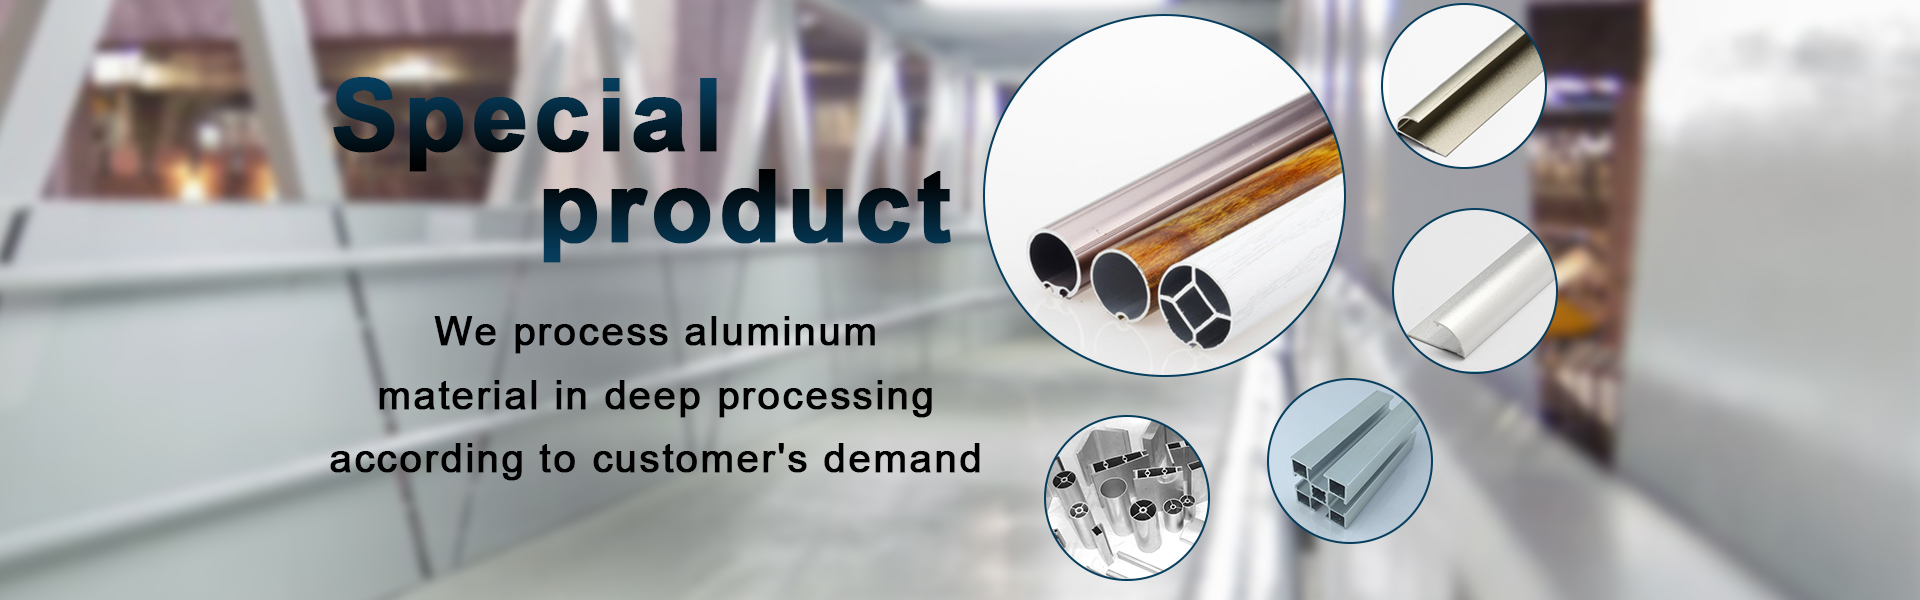 Special
product
We process aluminum
material in deep processing
according to customer's demand